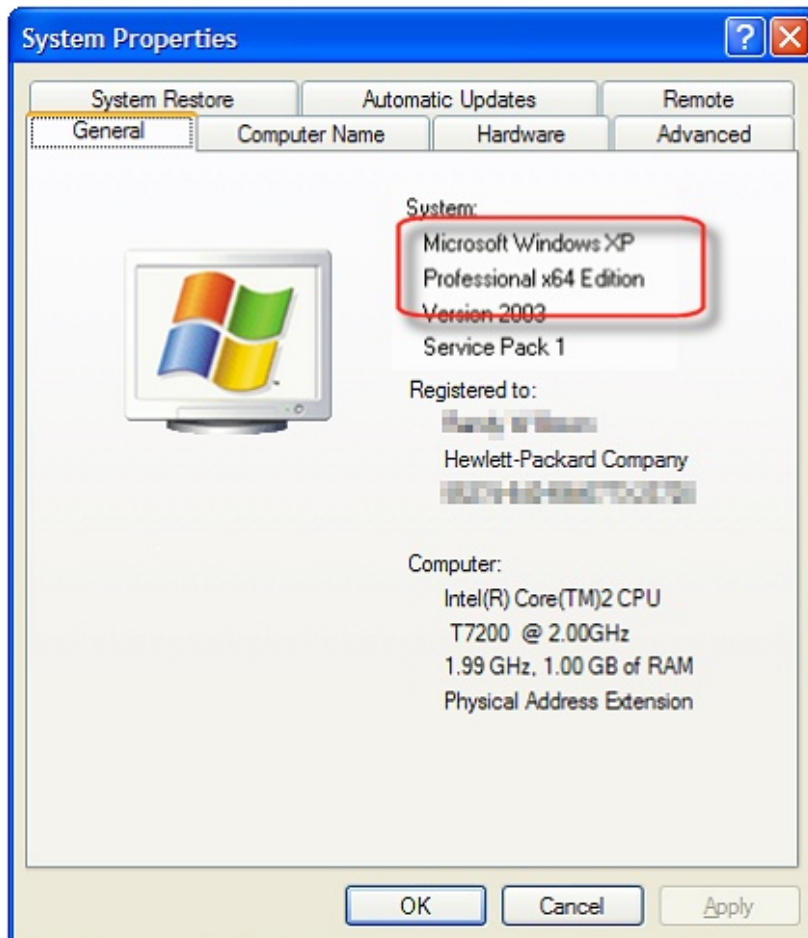 System Properties
System Restore
Automatic Updates
Remote
General
Computer Name
Hardware
Advanced
System:
Microsoft Windows XP
Professional x64 Edition
Version 2003
Service Pack 1
Registered to:
Hewlett-Packard Company
Computer:
Intel(R) Core(TM)2 CPU
T7200 @ 2.00GHz
1.99 GHz, 1.00 GB of RAM
Physical Address Extension
OK
Cancel
Apply